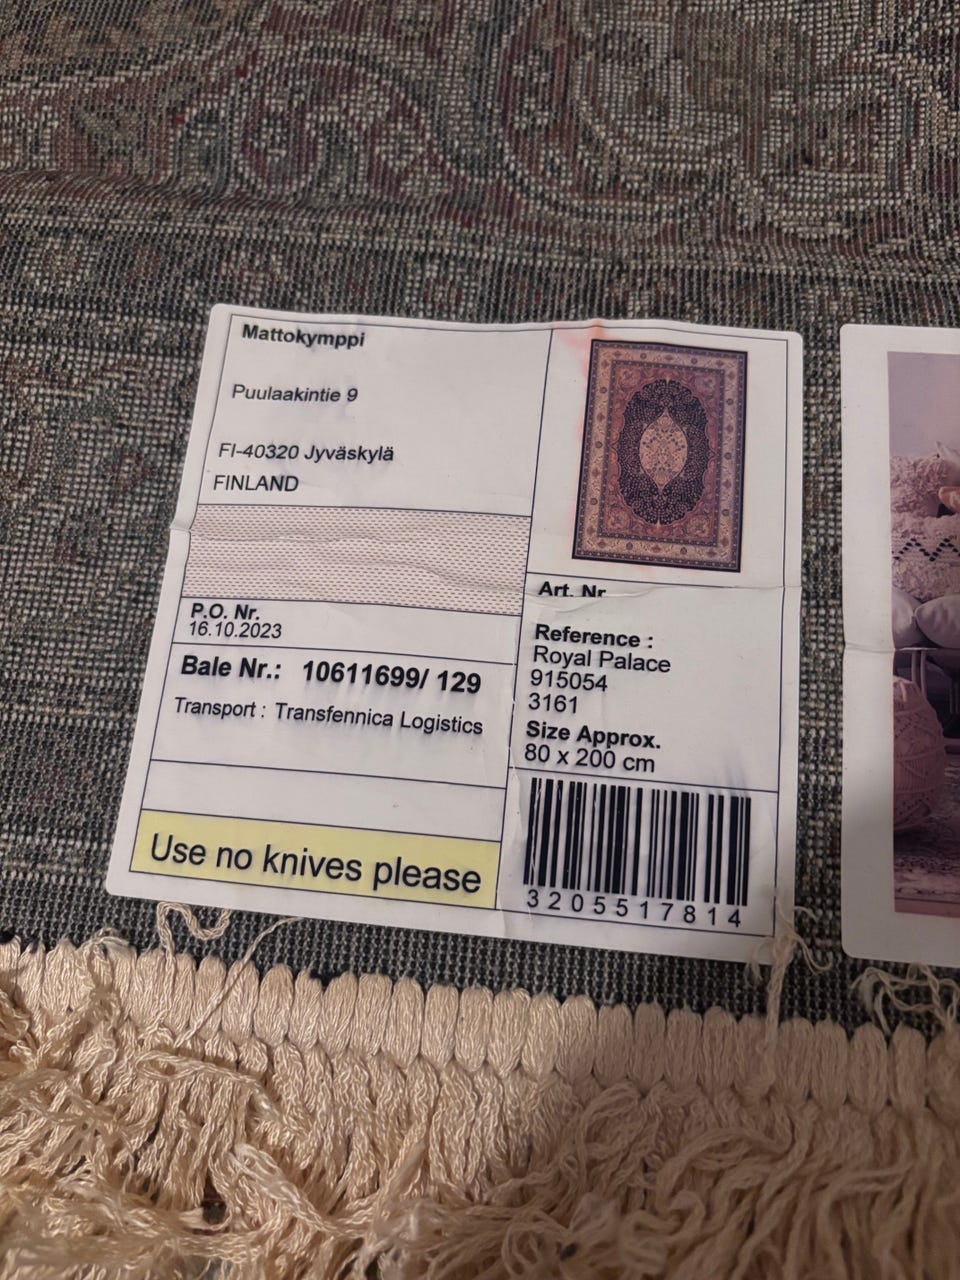 Mattokymppi
Puulaakintie 9
FI-40320 Jyväskylä
FINLAND
P.O. Nr.
16.10.2023
Bale Nr.: 10611699/ 129
Transport : Transfennica Logistics
Use no knives please
Art. Nr
Reference :
Royal Palace
915054
3161
Size Approx.
80 x 200 cm
3205517814